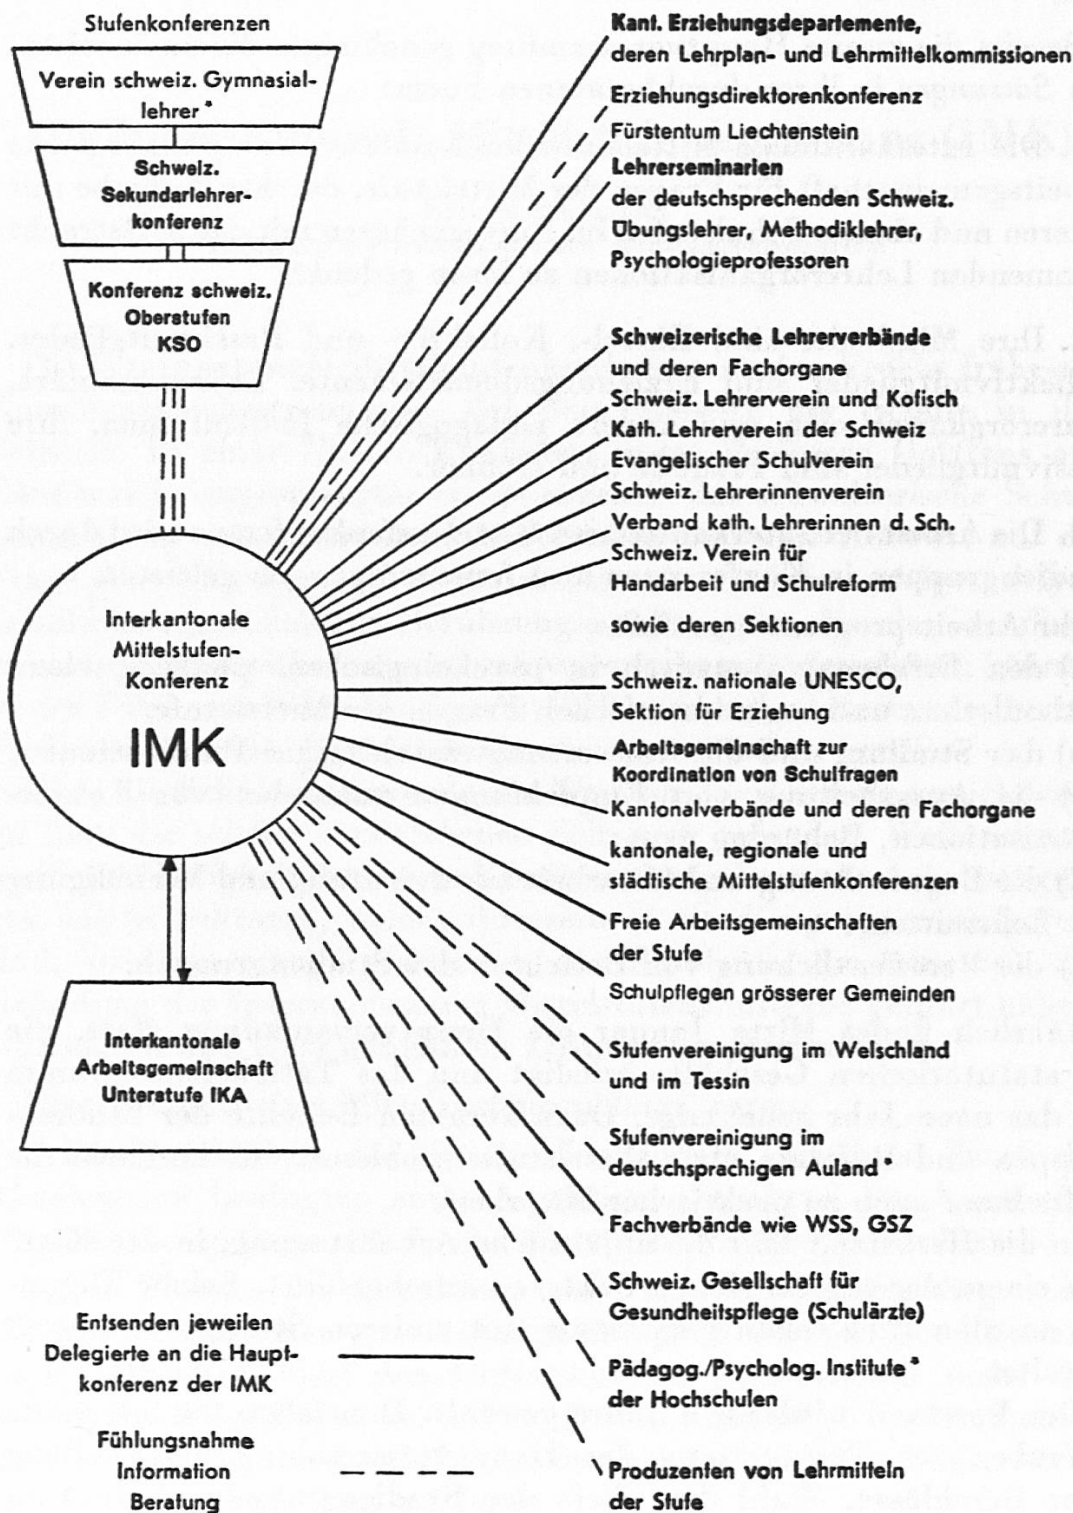 Stufenkonferenzen
Verein schweiz. Gymnasial-
lehrer*
Schweiz.
Sekundarlehrer-
konferenz
Konferenz schweiz.
Oberstufen
KSO
Interkantonale
Mittelstufen-
Konferenz
IMK
Interkantonale
Arbeitsgemeinschaft
Unterstufe IKA
Entsenden jeweilen
Delegierte an die Haupt-
konferenz der IMK
Fühlungsnahme
Information
Beratung
Kant. Erziehungsdepartemente,
deren Lehrplan- und Lehrmittelkommissionen
Erziehungsdirektorenkonferenz
Fürstentum Liechtenstein
Lehrerseminarien
der deutschsprechenden Schweiz.
Übungslehrer, Methodiklehrer,
Psychologieprofessoren
Schweizerische Lehrerverbände
und deren Fachorgane
Schweiz. Lehrerverein und Kofisch
Kath. Lehrerverein der Schweiz
Evangelischer Schulverein
Schweiz. Lehrerinnenverein
Verband kath. Lehrerinnen d. Sch.
Schweiz. Verein für
Handarbeit und Schulreform
sowie deren Sektionen
Schweiz. nationale UNESCO,
Sektion für Erziehung
Arbeitsgemeinschaft zur
Koordination von Schulfragen
Kantonalverbände und deren Fachorgane
kantonale, regionale und
städtische Mittelstufenkonferenzen
Freie Arbeitsgemeinschaften
der Stufe
Schulpflegen grösserer Gemeinden
Stufenvereinigung im Welschland
und im Tessin
Stufenvereinigung im
deutschsprachigen Auland*
Fachverbände wie WSS, GSZ
Schweiz. Gesellschaft für
Gesundheitspflege (Schulärzte)
Pädagog./Psycholog. Institute*
der Hochschulen
Produzenten von Lehrmitteln
der Stufe